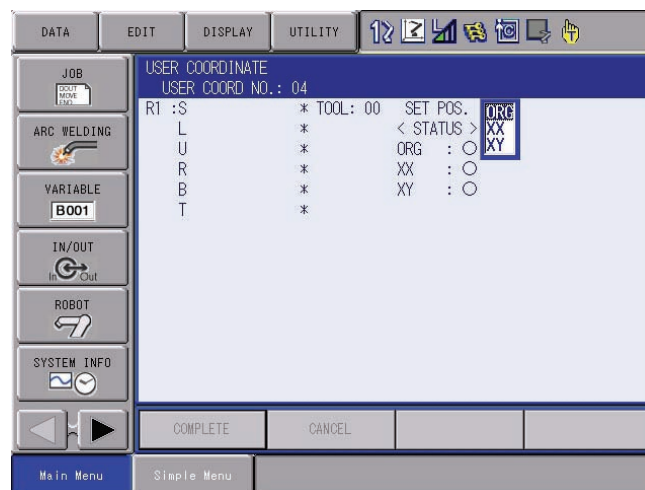 DATA EDIT DISPLAY UTILITY
JOB
DOUT
MOVE
END
ARC WELDING
VARIABLE
B001
IN/OUT
In Out
ROBOT
SYSTEM INFO
USER COORDINATE
USER COORD NO.: 04
R1 :S * TOOL: 00 SET POS. ORG
L * < STATUS > XX
U * ORG : ○ XY
R * XX : ○
B * XY : ○
T *
COMPLETE CANCEL
Main Menu Simple Menu